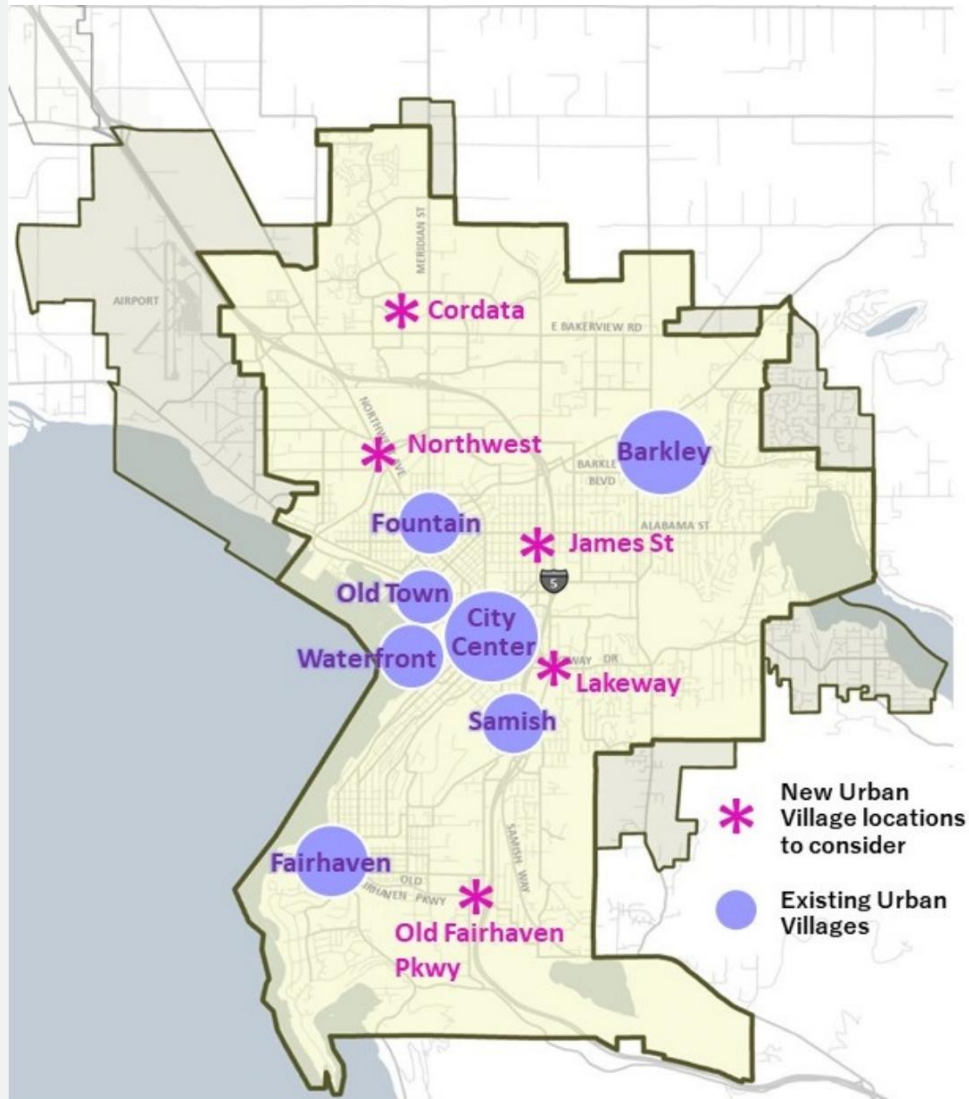 MERIDIAN ST
AIRPORT
Cordata
E BAKERVIEW RD
Northwest
Barkley
BLVD
Fountain
ALABAMA ST
James St
5
Old Town
City
Center
Waterfront
DR
Lakeway
Samish
New Urban
Village locations
to consider
SAMISH WAY
Fairhaven
OLD
PKWY
Existing Urban
Villages
Old Fairhaven
Pkwy